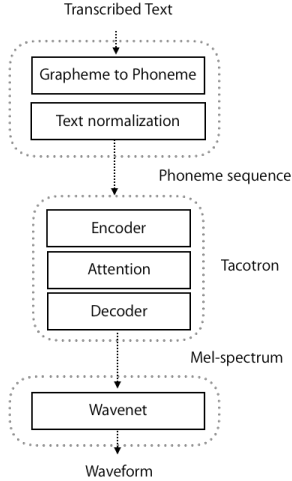 Transcribed Text
Grapheme to Phoneme
Text normalization
Phoneme sequence
Encoder
Attention
Tacotron
Decoder
Mel-spectrum
Wavenet
Waveform